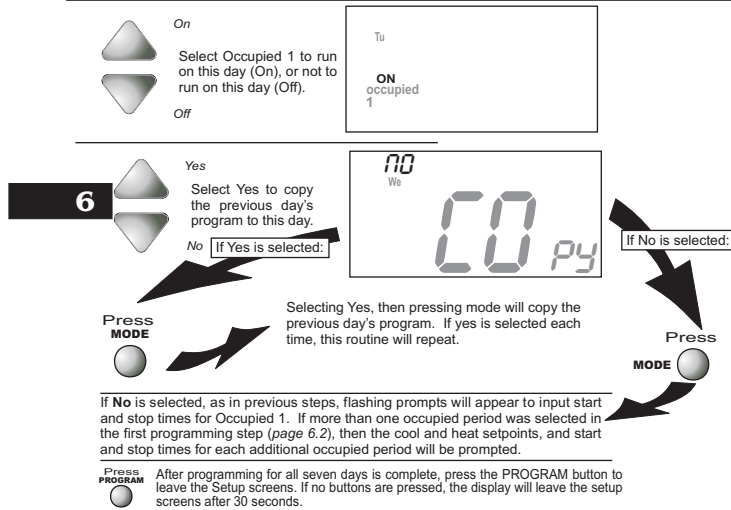 On
Select Occupied 1 to run
on this day (On), or not to
run on this day (Off).
Off
Tu
ON
occupied
1
6
Yes
Select Yes to copy
the previous day's
program to this day.
No
If Yes is selected:
no
We
CO
Py
If No is selected:
Press
MODE
Selecting Yes, then pressing mode will copy the
previous day's program. If yes is selected each
time, this routine will repeat.
Press
MODE
If No is selected, as in previous steps, flashing prompts will appear to input start
and stop times for Occupied 1. If more than one occupied period was selected in
the first programming step (page 6.2), then the cool and heat setpoints, and start
and stop times for each additional occupied period will be prompted.
Press
PROGRAM
After programming for all seven days is complete, press the PROGRAM button to
leave the Setup screens. If no buttons are pressed, the display will leave the setup
screens after 30 seconds.